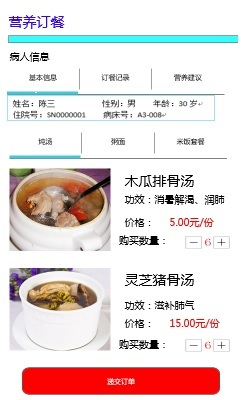 营养订餐
病人信息
基本信息 订餐记录 营养建议
姓名：陈三 性别：男 年龄：30 岁
住院号：SN0000001 病床号：A3-008
炖汤 粥面 米饭套餐
木瓜排骨汤
功效：消暑解渴、润肺
价格： 5.00元/份
购买数量： - 6 +
灵芝猪骨汤
功效：滋补肺气
价格： 15.00元/份
购买数量： - 6 +
递交订单